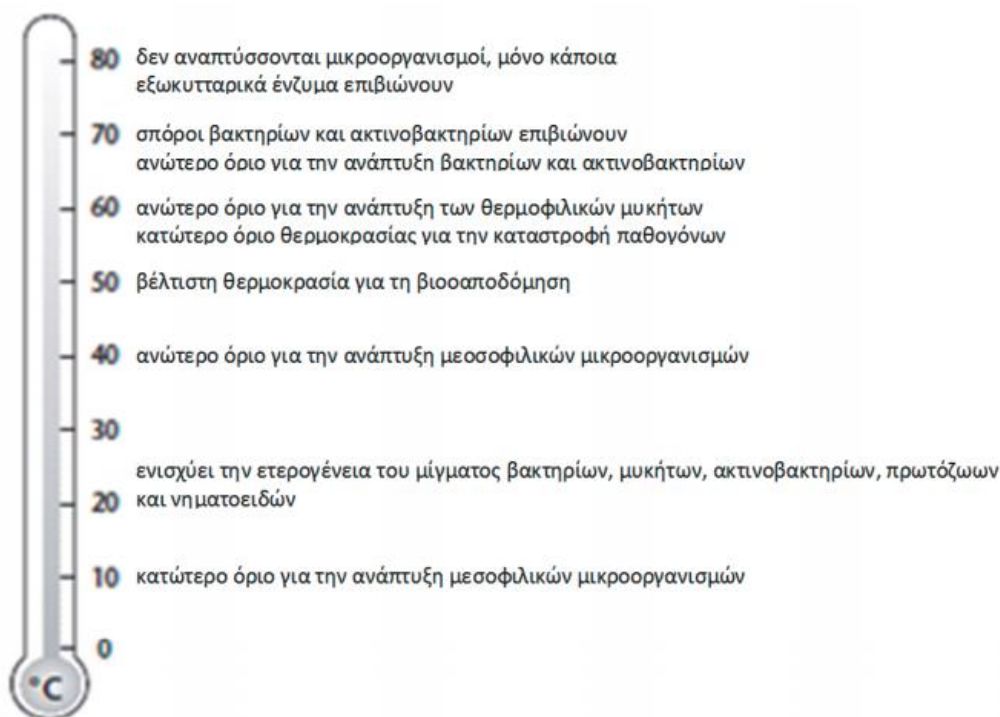 80 δεν αναπτύσσονται μικροοργανισμοί, μόνο κάποια
εξωκυτταρικά ένζυμα επιβιώνουν
70 σπόροι βακτηρίων και ακτινοβακτηρίων επιβιώνουν
ανώτερο όριο για την ανάπτυξη βακτηρίων και ακτινοβακτηρίων
60 ανώτερο όριο για την ανάπτυξη των θερμοφιλικών μυκήτων
κατώτερο όριο θερμοκρασίας για την καταστροφή παθογόνων
50 βέλτιστη θερμοκρασία για τη βιοοαποδόμηση
40 ανώτερο όριο για την ανάπτυξη μεοσοφιλικών μικροοργανισμών
30
ενισχύει την ετερογένεια του μίγματος βακτηρίων, μυκήτων, ακτινοβακτηρίων, πρωτόζωων
20 και νηματοειδών
10 κατώτερο όριο για την ανάπτυξη μεσοφιλικών μικροοργανισμών
0
°C